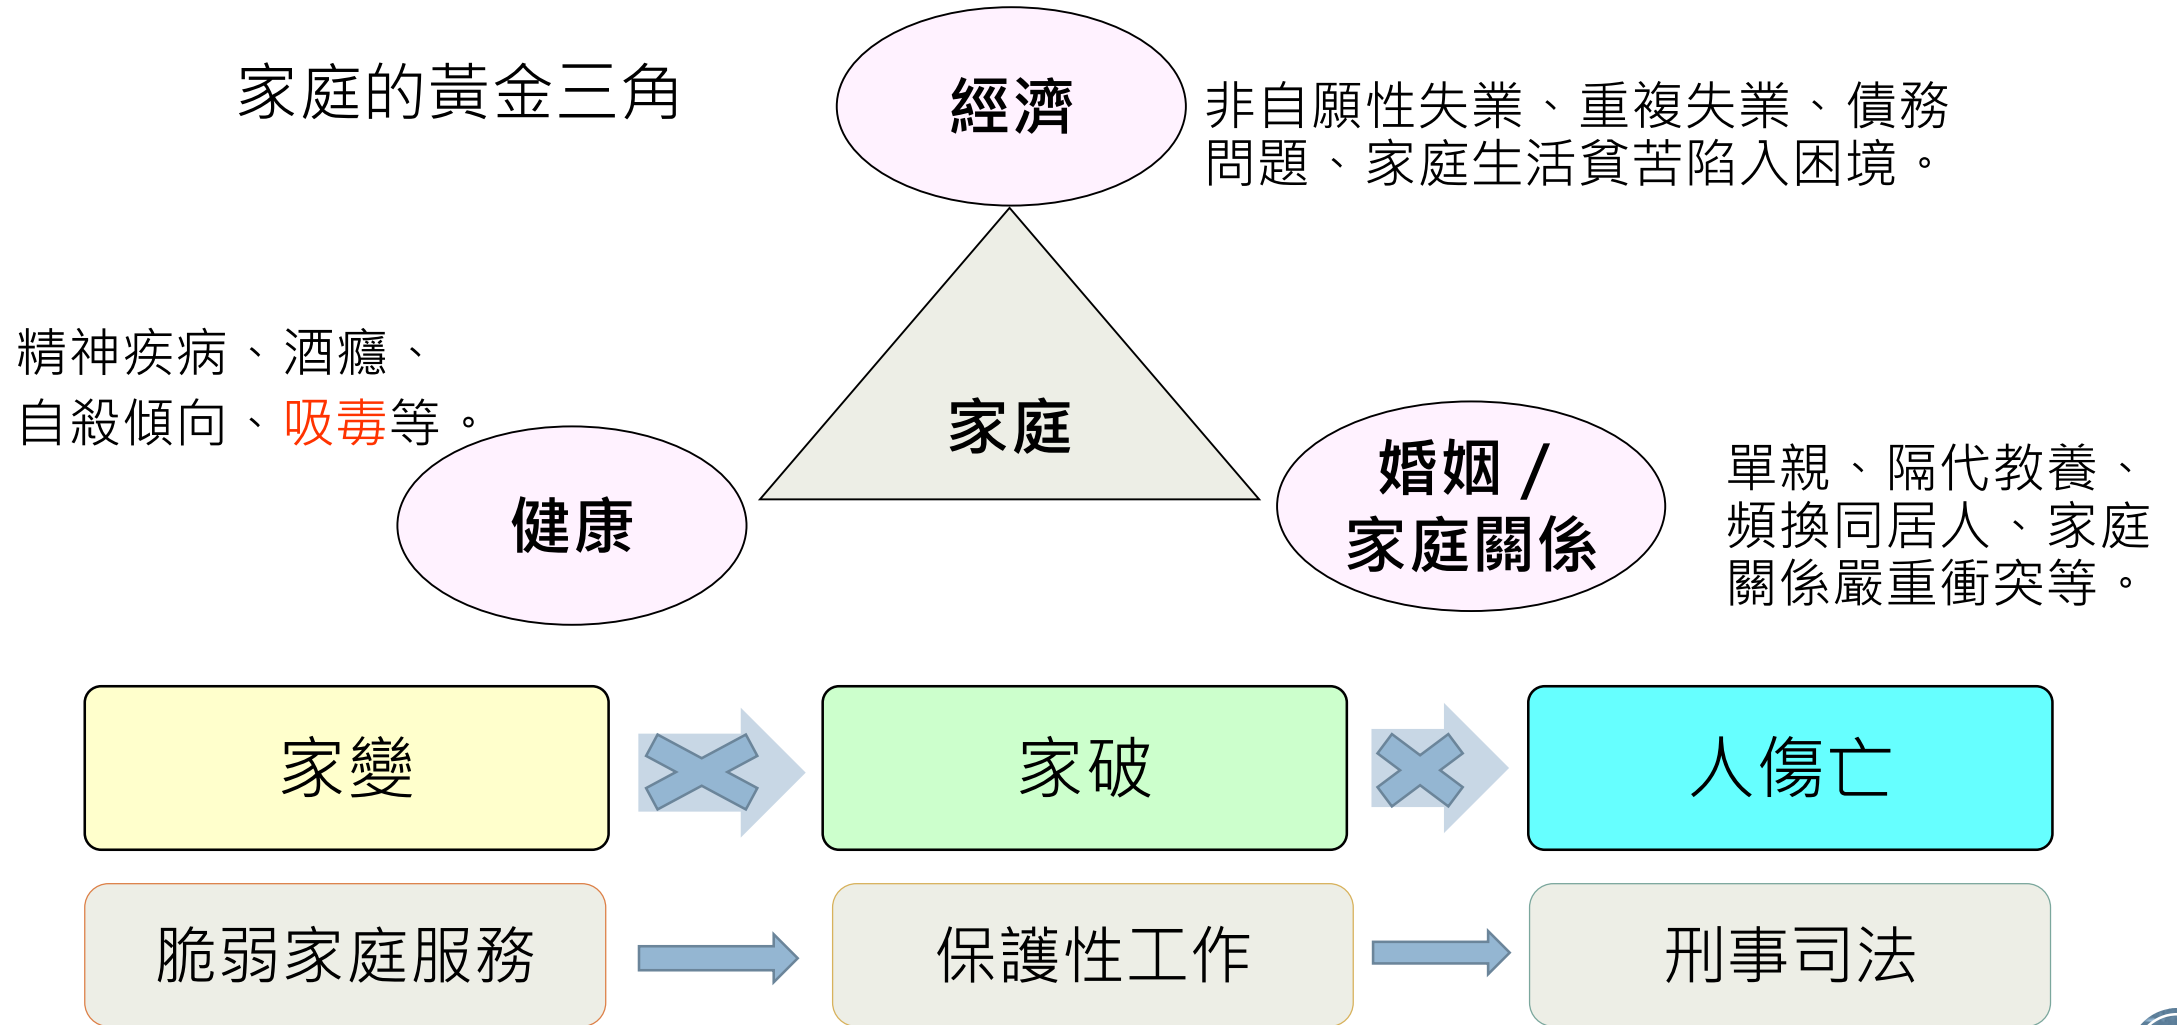 家庭的黃金三角
經濟
非自願性失業、重複失業、債務
問題、家庭生活貧苦陷入困境。
精神疾病、酒癮、
自殺傾向、吸毒等。
家庭
健康
婚姻/
家庭關係
單親、隔代教養、
頻換同居人、家庭
關係嚴重衝突等。
家變
家破
人傷亡
脆弱家庭服務
保護性工作
刑事司法